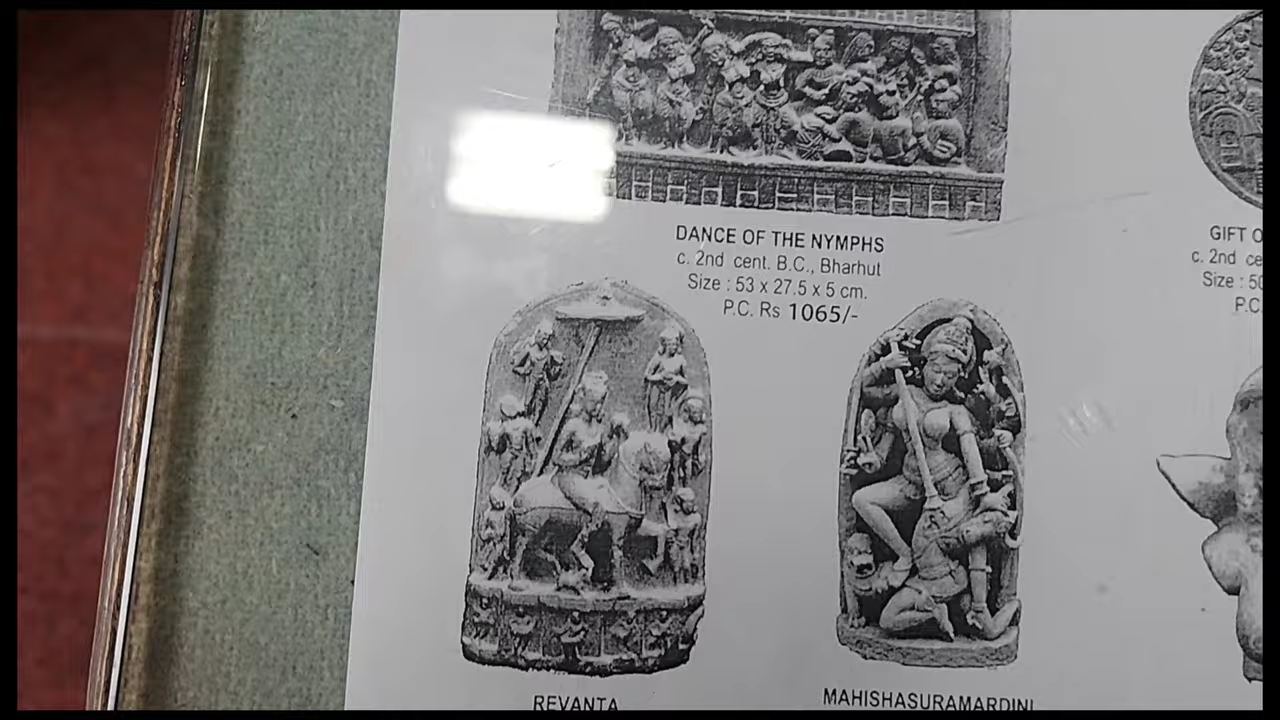 DANCE OF THE NYMPHS
c. 2nd cent. B.C., Bharhut
Size : 53 x 27.5 x 5 cm.
P.C. Rs 1065/-
GIFT O
c. 2nd ce
Size : 50
P.C.
REVANTA
MAHISHASURAMARDINI